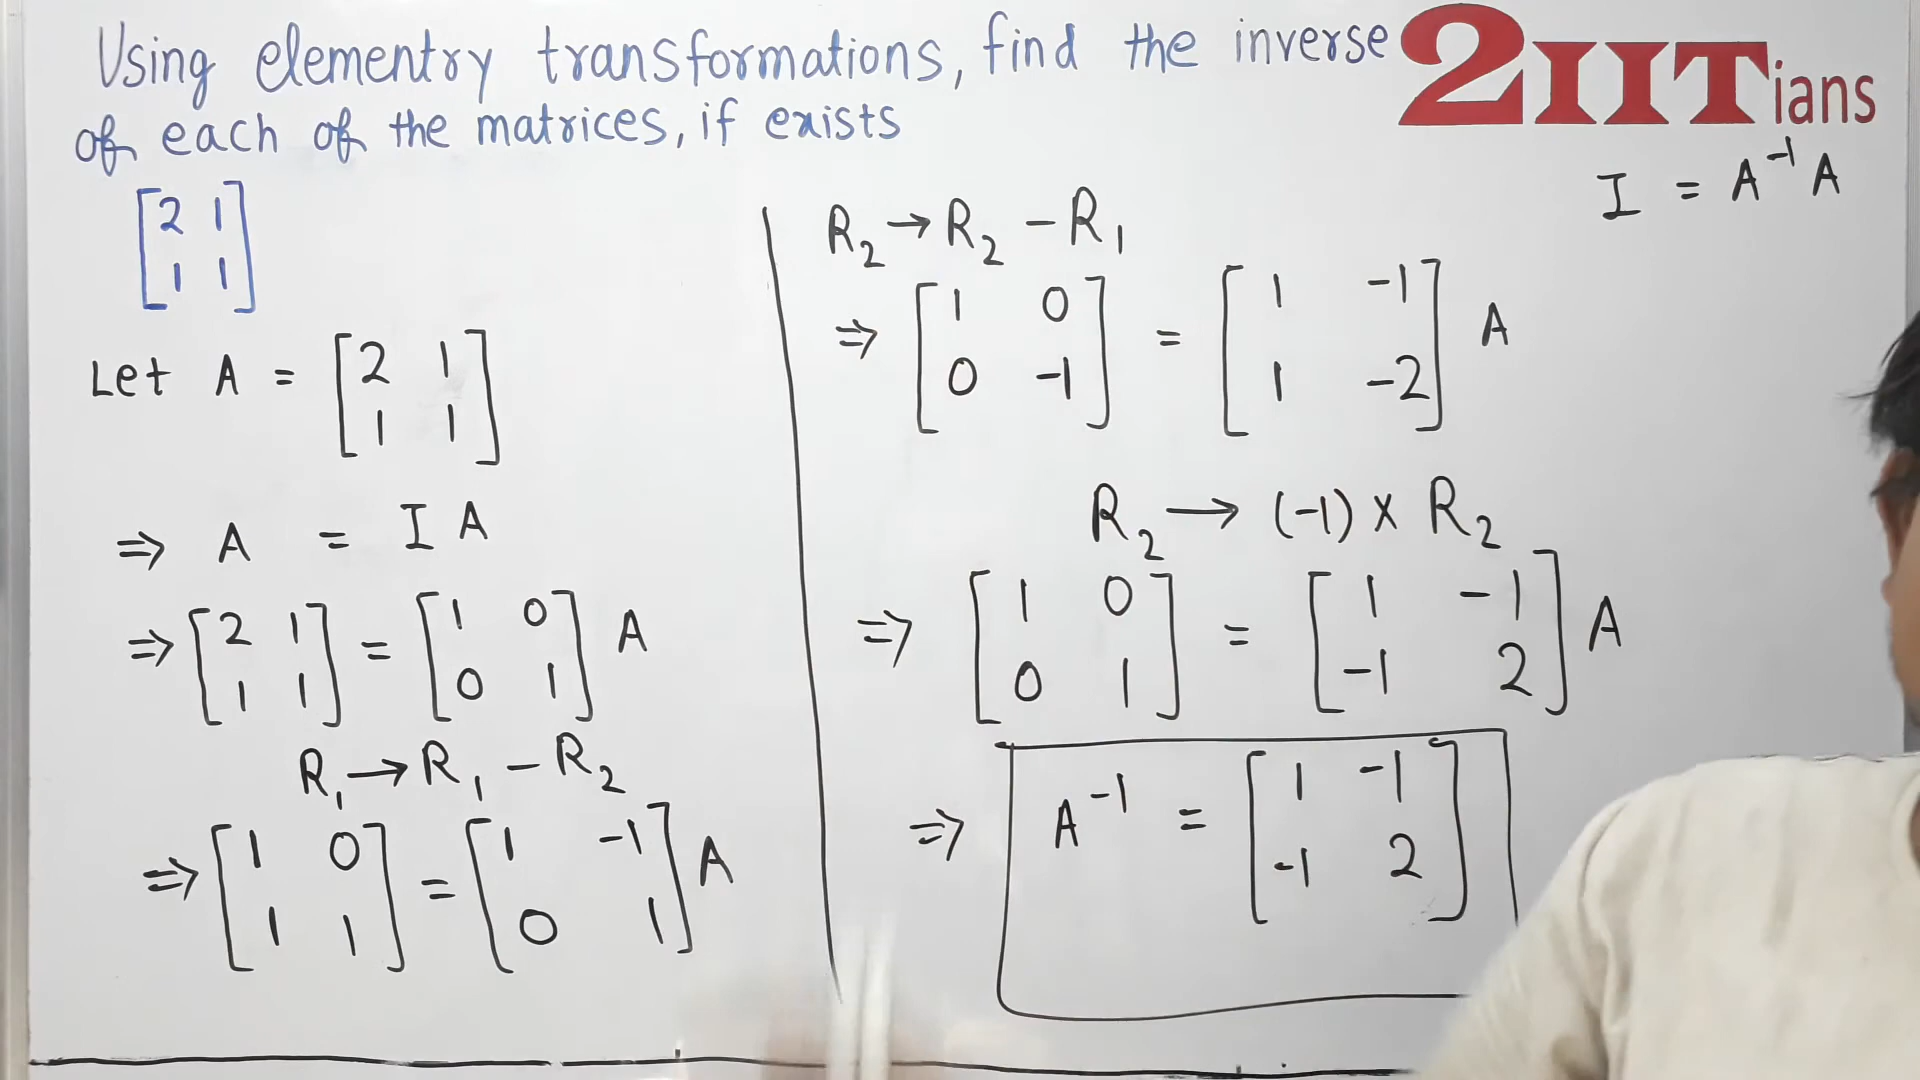 Using elementry transformations, find the inverse
of each of the matrices, if exists
2IITians
I = A⁻¹A
[2 1
1 1]
Let A = [2 1
1 1]
⇒ A = I A
⇒ [2 1
1 1] = [1 0
0 1] A
R₁ → R₁ - R₂
⇒ [1 0
1 1] = [1 -1
0 1] A
R₂ → R₂ - R₁
⇒ [1 0
0 -1] = [1 -1
1 -2] A
R₂ → (-1) × R₂
⇒ [1 0
0 1] = [1 -1
-1 2] A
⇒ A⁻¹ = [1 -1
-1 2]